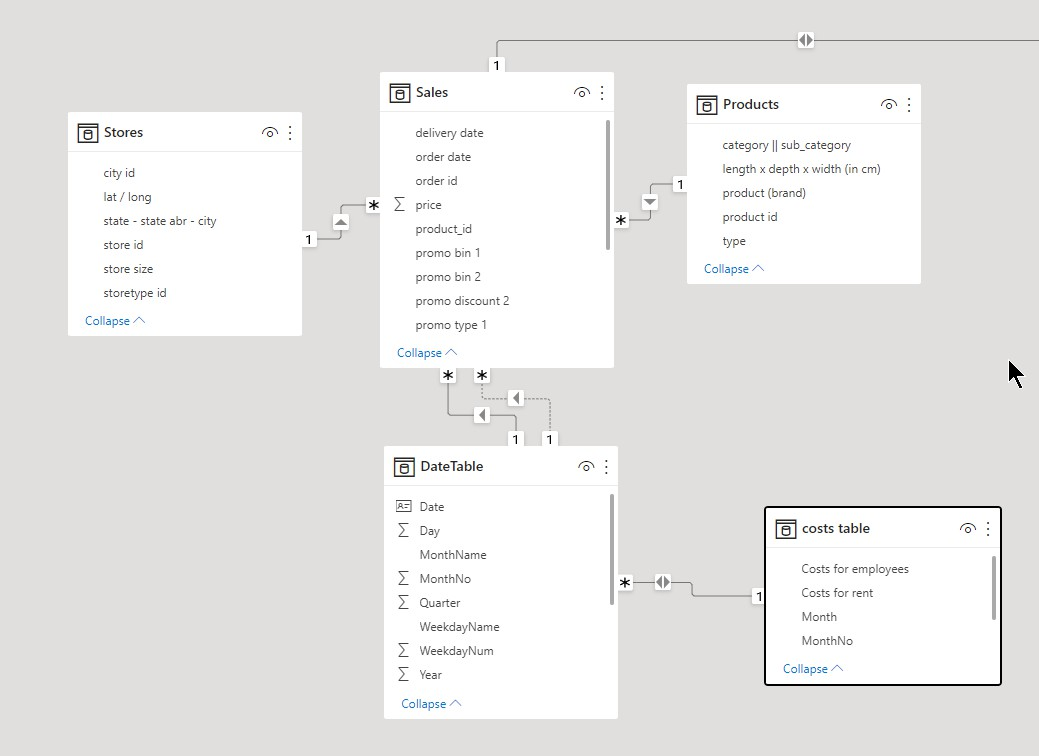 1
Sales
delivery date
order date
order id
price
product_id
promo bin 1
promo bin 2
promo discount 2
promo type 1
Collapse
Products
category || sub_category
length x depth x width (in cm)
product (brand)
product id
type
Collapse
Stores
city id
lat / long
state - state abr - city
store id
store size
storetype id
Collapse
1
*
*
1
*
*
1
1
DateTable
Date
Day
MonthName
MonthNo
Quarter
WeekdayName
WeekdayNum
Year
Collapse
*
1
costs table
Costs for employees
Costs for rent
Month
MonthNo
Collapse